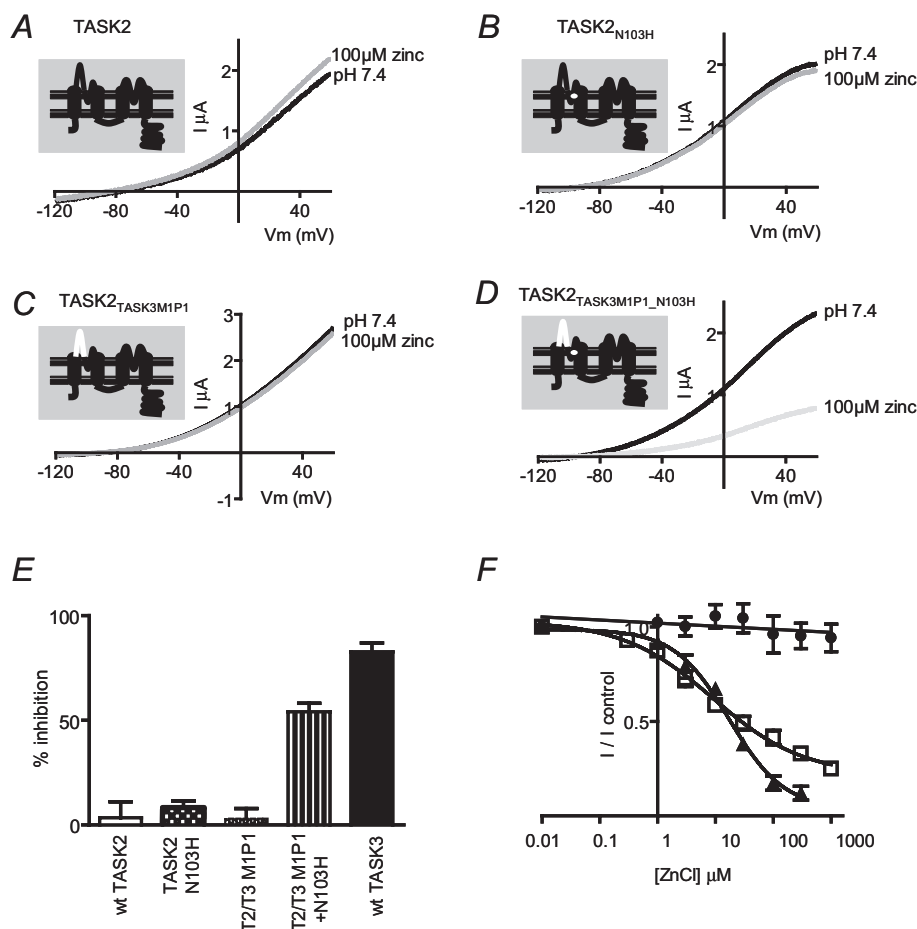 A
TASK2
100µM zinc
pH 7.4
2
1
I µA
-120
-80
-40
40
Vm (mV)
B
TASK2N103H
pH 7.4
100µM zinc
2
1
I µA
-120
-80
-40
40
Vm (mV)
C
TASK2TASK3M1P1
pH 7.4
100µM zinc
3
2
1
-1
I µA
-120
-80
-40
40
Vm (mV)
D
TASK2TASK3M1P1_N103H
pH 7.4
100µM zinc
2
1
I µA
-120
-80
-40
40
Vm (mV)
E
100
50
0
% inibition
wt TASK2
TASK2
N103H
T2/T3 M1P1
T2/T3 M1P1
+N103H
wt TASK3
F
1.0
0.5
I / I control
0.01
0.1
1
10
100
1000
[ZnCl] µM